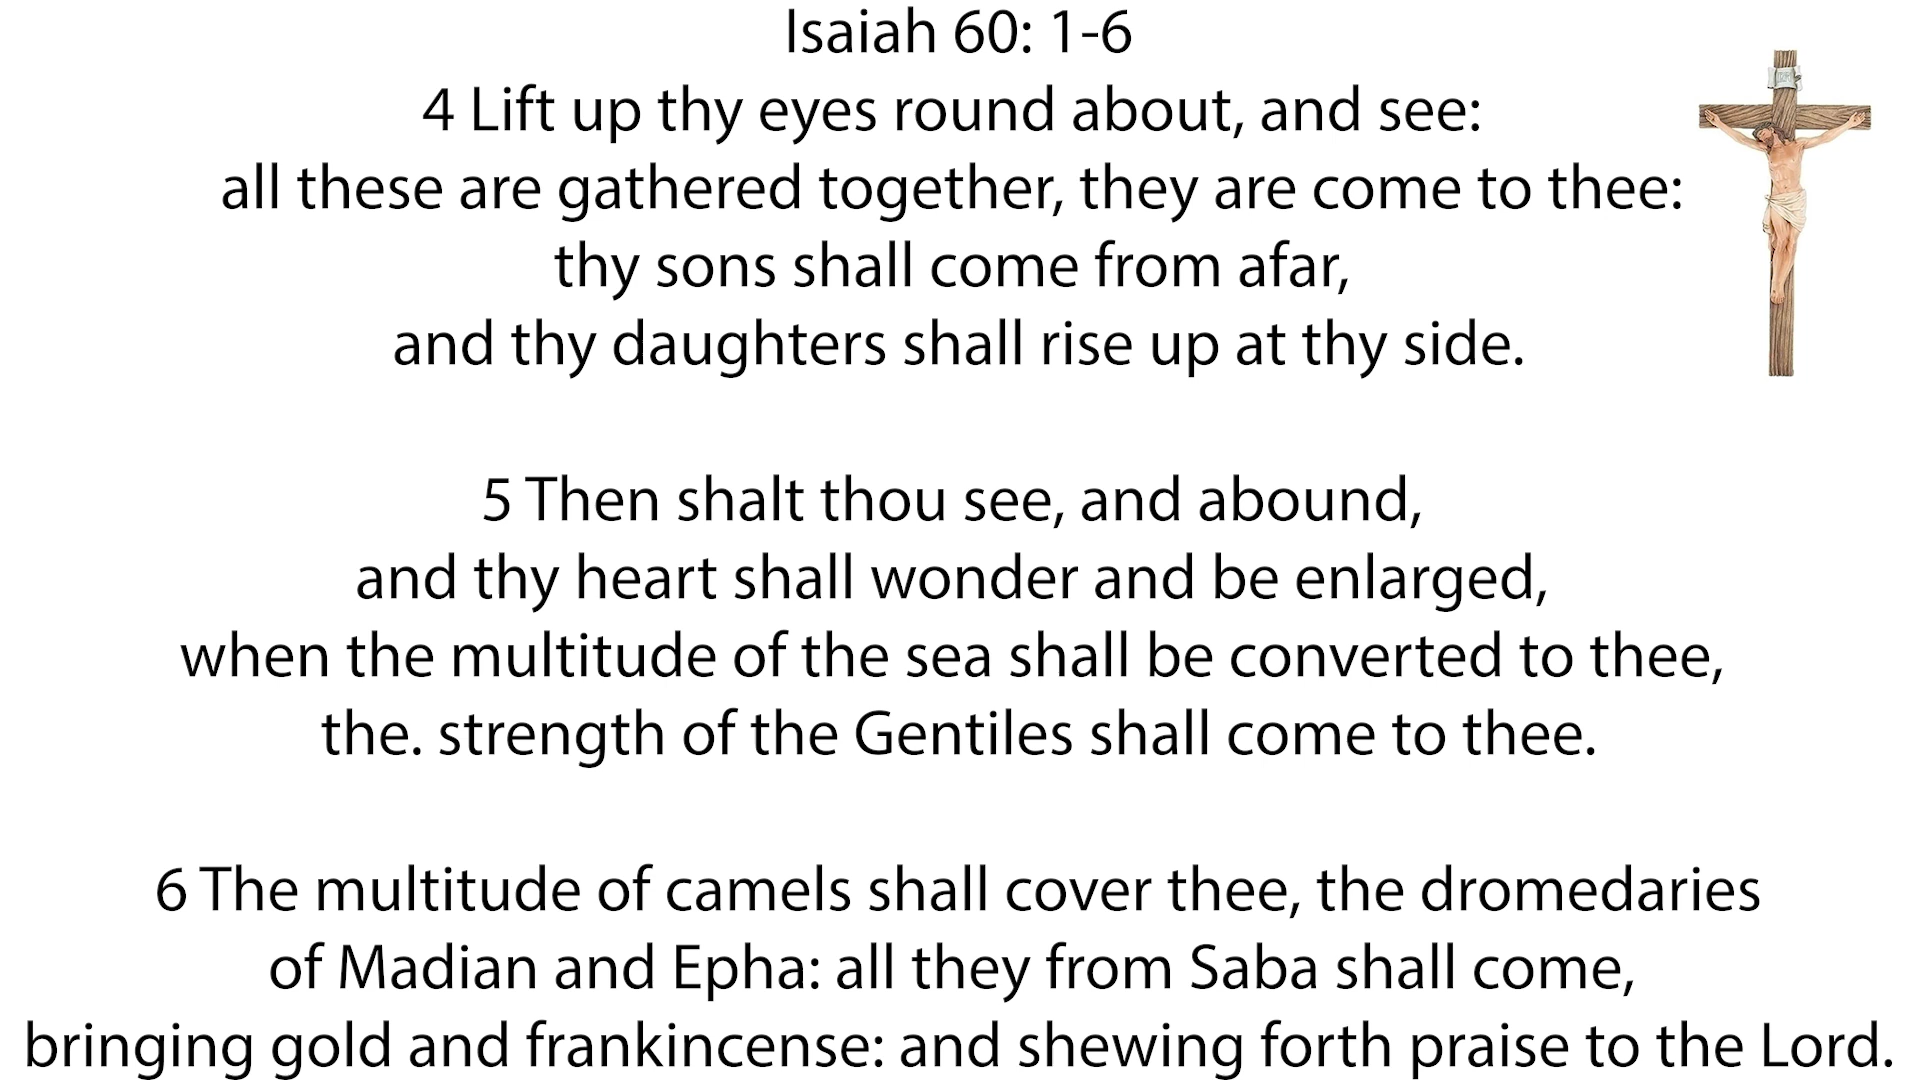 Isaiah 60: 1-6
4 Lift up thy eyes round about, and see:
all these are gathered together, they are come to thee:
thy sons shall come from afar,
and thy daughters shall rise up at thy side.
5 Then shalt thou see, and abound,
and thy heart shall wonder and be enlarged,
when the multitude of the sea shall be converted to thee,
the. strength of the Gentiles shall come to thee.
6 The multitude of camels shall cover thee, the dromedaries
of Madian and Epha: all they from Saba shall come,
bringing gold and frankincense: and shewing forth praise to the Lord.